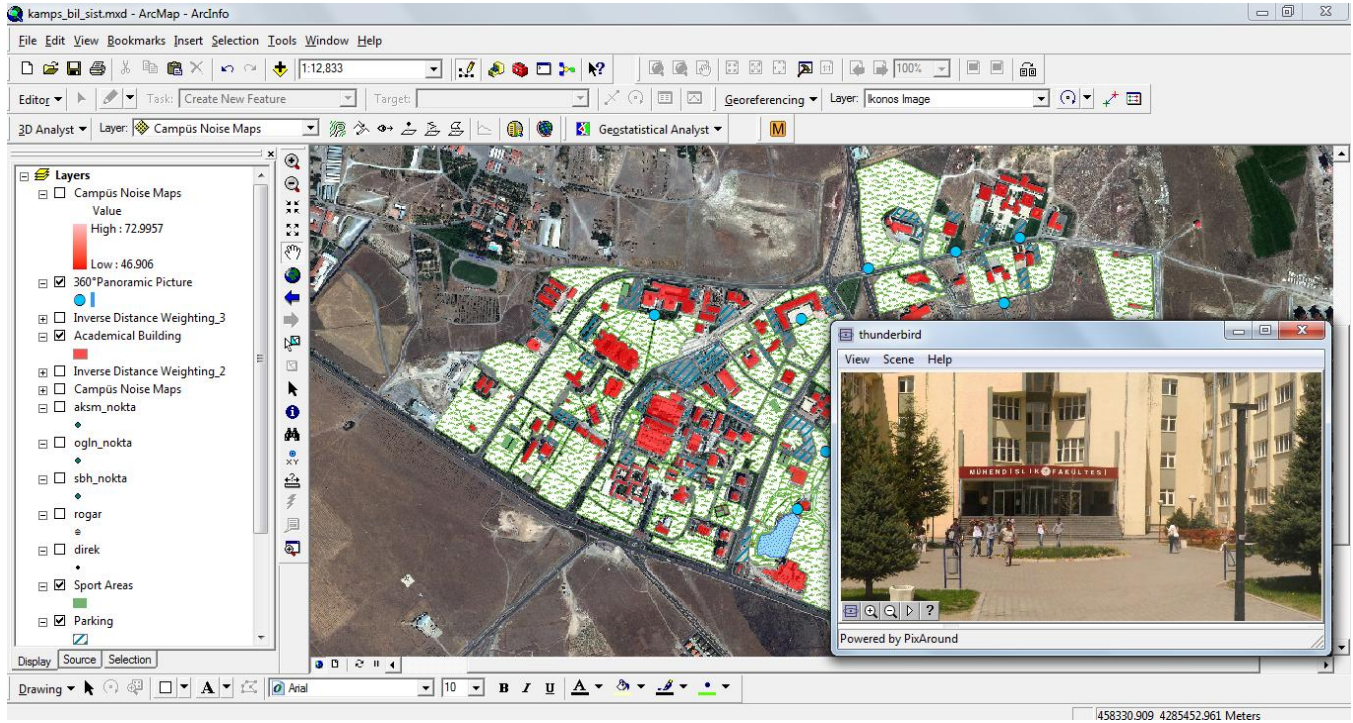 kamps_bil_sist.mxd - ArcMap - ArcInfo
File Edit View Bookmarks Insert Selection Tools Window Help
1:12,833 100%
Editor Task: Create New Feature Target: Georeferencing Layer: Ikonos Image
3D Analyst Layer: Campüs Noise Maps Geostatistical Analyst M
Layers
Campüs Noise Maps
Value
High : 72.9957
Low : 46.906
360°Panoramic Picture
Inverse Distance Weighting_3
Academical Building
Inverse Distance Weighting_2
Campüs Noise Maps
aksm_nokta
ogln_nokta
sbh_nokta
rogar
direk
Sport Areas
Parking
Display Source Selection
XY
thunderbird
View Scene Help
MÜHENDİSLİK FAKÜLTESİ
?
Powered by PixAround
Drawing A Arial 10 B I U A
458330.909 4285452.961 Meters